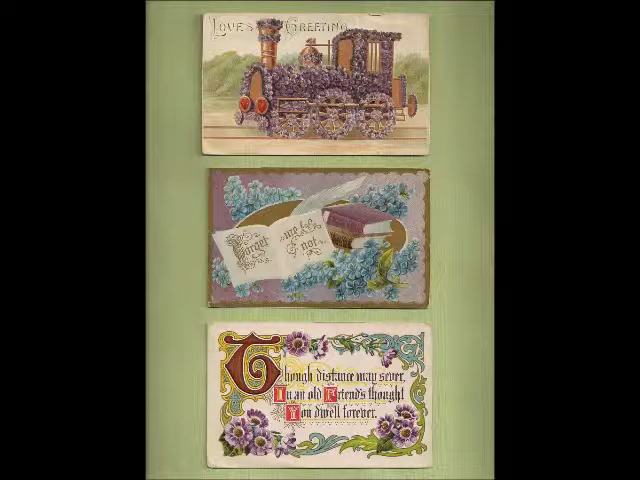 LOVE'S GREETING
Forget
me
not
Though distance may sever,
In an old Friend's thought
You dwell forever.